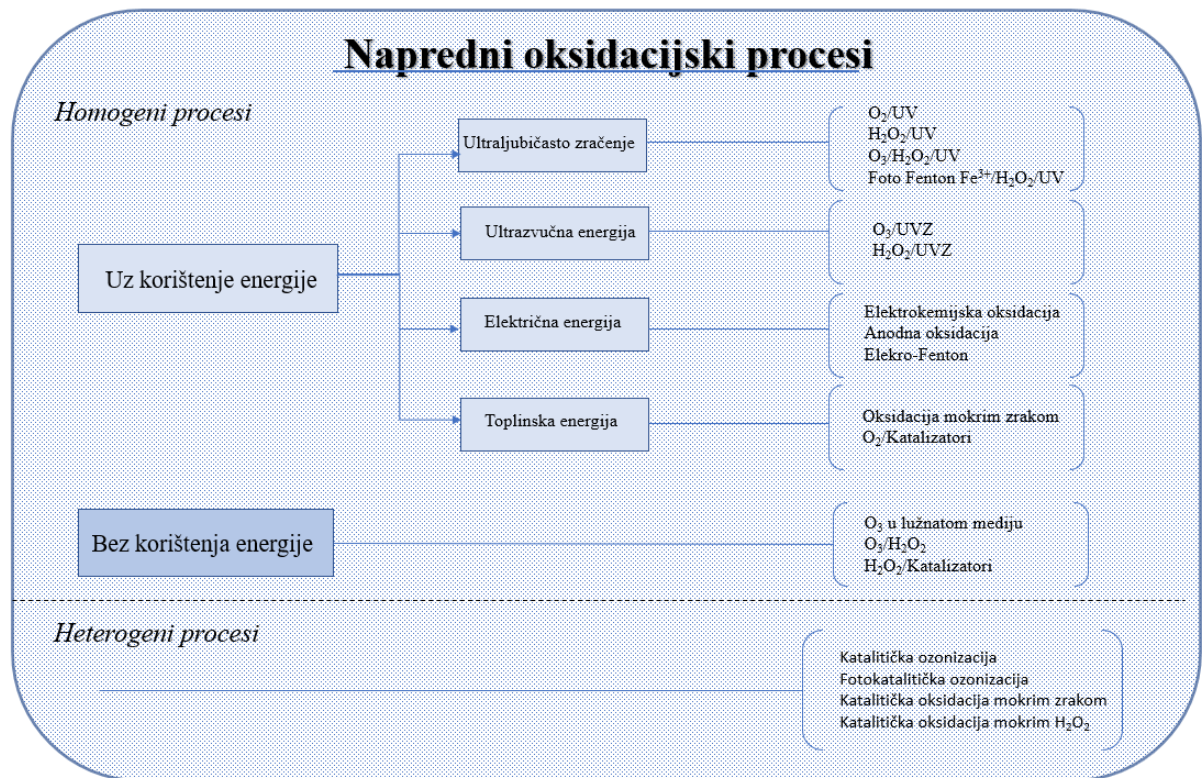 Napredni oksidacijski procesi
Homogeni procesi
Uz korištenje energije
Ultraljubičasto zračenje
O₂/UV
H₂O₂/UV
O₃/H₂O₂/UV
Foto Fenton Fe³⁺/H₂O₂/UV
Ultrazvučna energija
O₃/UVZ
H₂O₂/UVZ
Električna energija
Elektrokemijska oksidacija
Anodna oksidacija
Elekro-Fenton
Toplinska energija
Oksidacija mokrim zrakom
O₂/Katalizatori
Bez korištenja energije
O₃ u lužnatom mediju
O₃/H₂O₂
H₂O₂/Katalizatori
Heterogeni procesi
Katalitička ozonizacija
Fotokatalitička ozonizacija
Katalitička oksidacija mokrim zrakom
Katalitička oksidacija mokrim H₂O₂